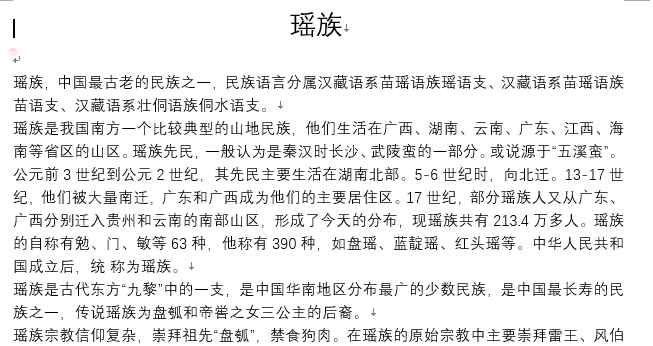 瑶族
瑶族，中国最古老的民族之一，民族语言分属汉藏语系苗瑶语族瑶语支、汉藏语系苗瑶语族
苗语支、汉藏语系壮侗语族侗水语支。
瑶族是我国南方一个比较典型的山地民族，他们生活在广西、湖南、云南、广东、江西、海
南等省区的山区。瑶族先民，一般认为是秦汉时长沙、武陵蛮的一部分。或说源于“五溪蛮”。
公元前 3 世纪到公元 2 世纪，其先民主要生活在湖南北部。5-6 世纪时，向北迁。13-17 世
纪，他们被大量南迁，广东和广西成为他们的主要居住区。17 世纪，部分瑶族人又从广东、
广西分别迁入贵州和云南的南部山区，形成了今天的分布，现瑶族共有 213.4 万多人。瑶族
的自称有勉、门、敏等 63 种，他称有 390 种，如盘瑶、蓝靛瑶、红头瑶等。中华人民共和
国成立后，统 称为瑶族。
瑶族是古代东方“九黎”中的一支，是中国华南地区分布最广的少数民族，是中国最长寿的民
族之一，传说瑶族为盘瓠和帝喾之女三公主的后裔。
瑶族宗教信仰复杂，崇拜祖先“盘瓠”，禁食狗肉。在瑶族的原始宗教中主要崇拜雷王、风伯